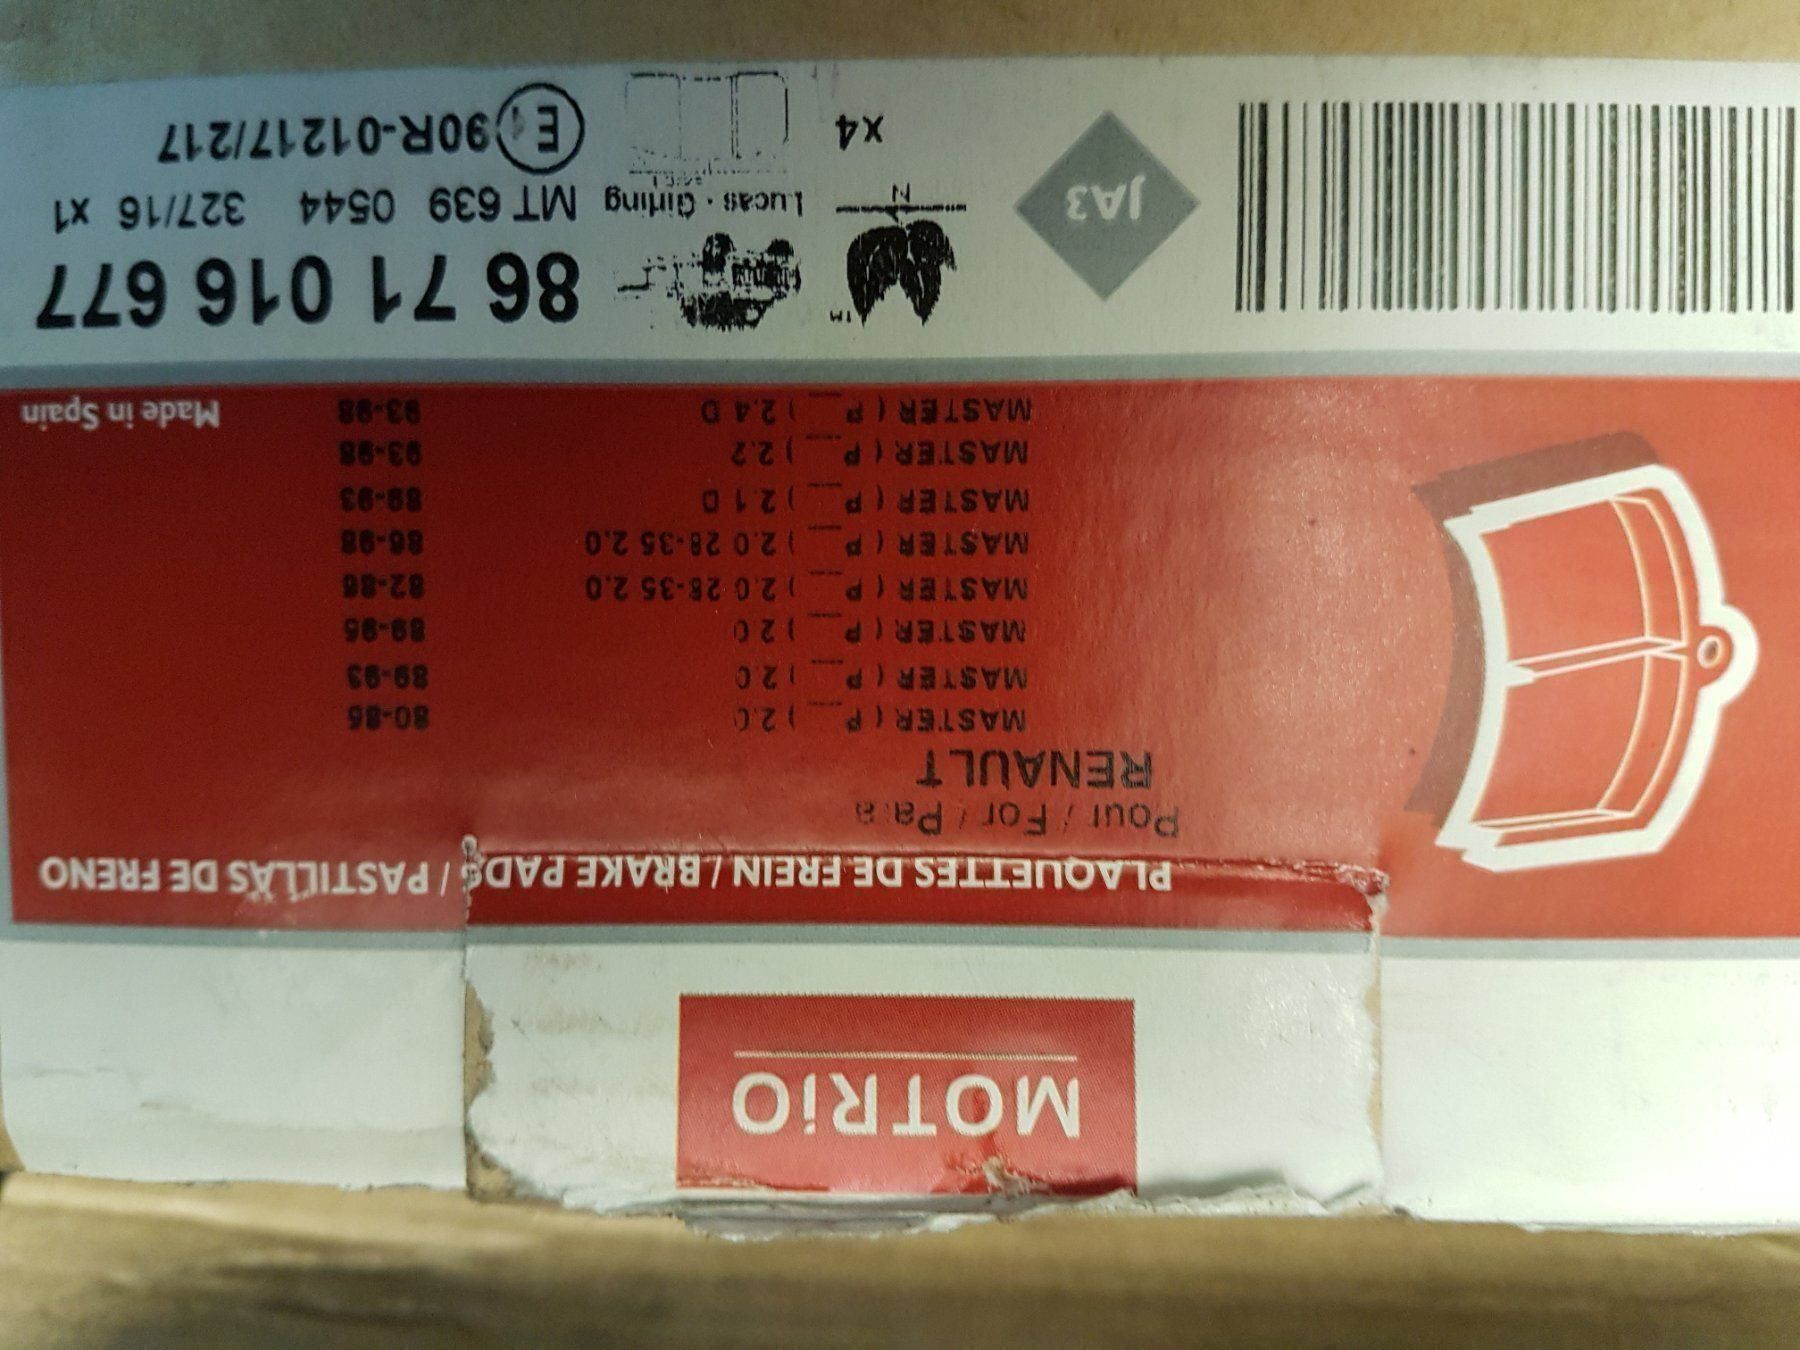 MOTRiO
PLAQUETTES DE FREIN / BRAKE PADS / PASTILLAS DE FRENO
Pour / For / Para
RENAULT
MASTER ( P__ ) 2.0 80-85
MASTER ( P__ ) 2.0 89-93
MASTER ( P__ ) 2.0 89-95
MASTER ( P__ ) 2.0 28-35 2.0 82-86
MASTER ( P__ ) 2.0 28-35 2.0 86-98
MASTER ( P__ ) 2.1 D 89-93
MASTER ( P__ ) 2.2 93-98
MASTER ( P__ ) 2.4 D 93-98
Made in Spain
86 71 016 677
TM
N
Lucas · Girling
MT 639 0544 327/16 x1
JA3
x4
90R-01217/217